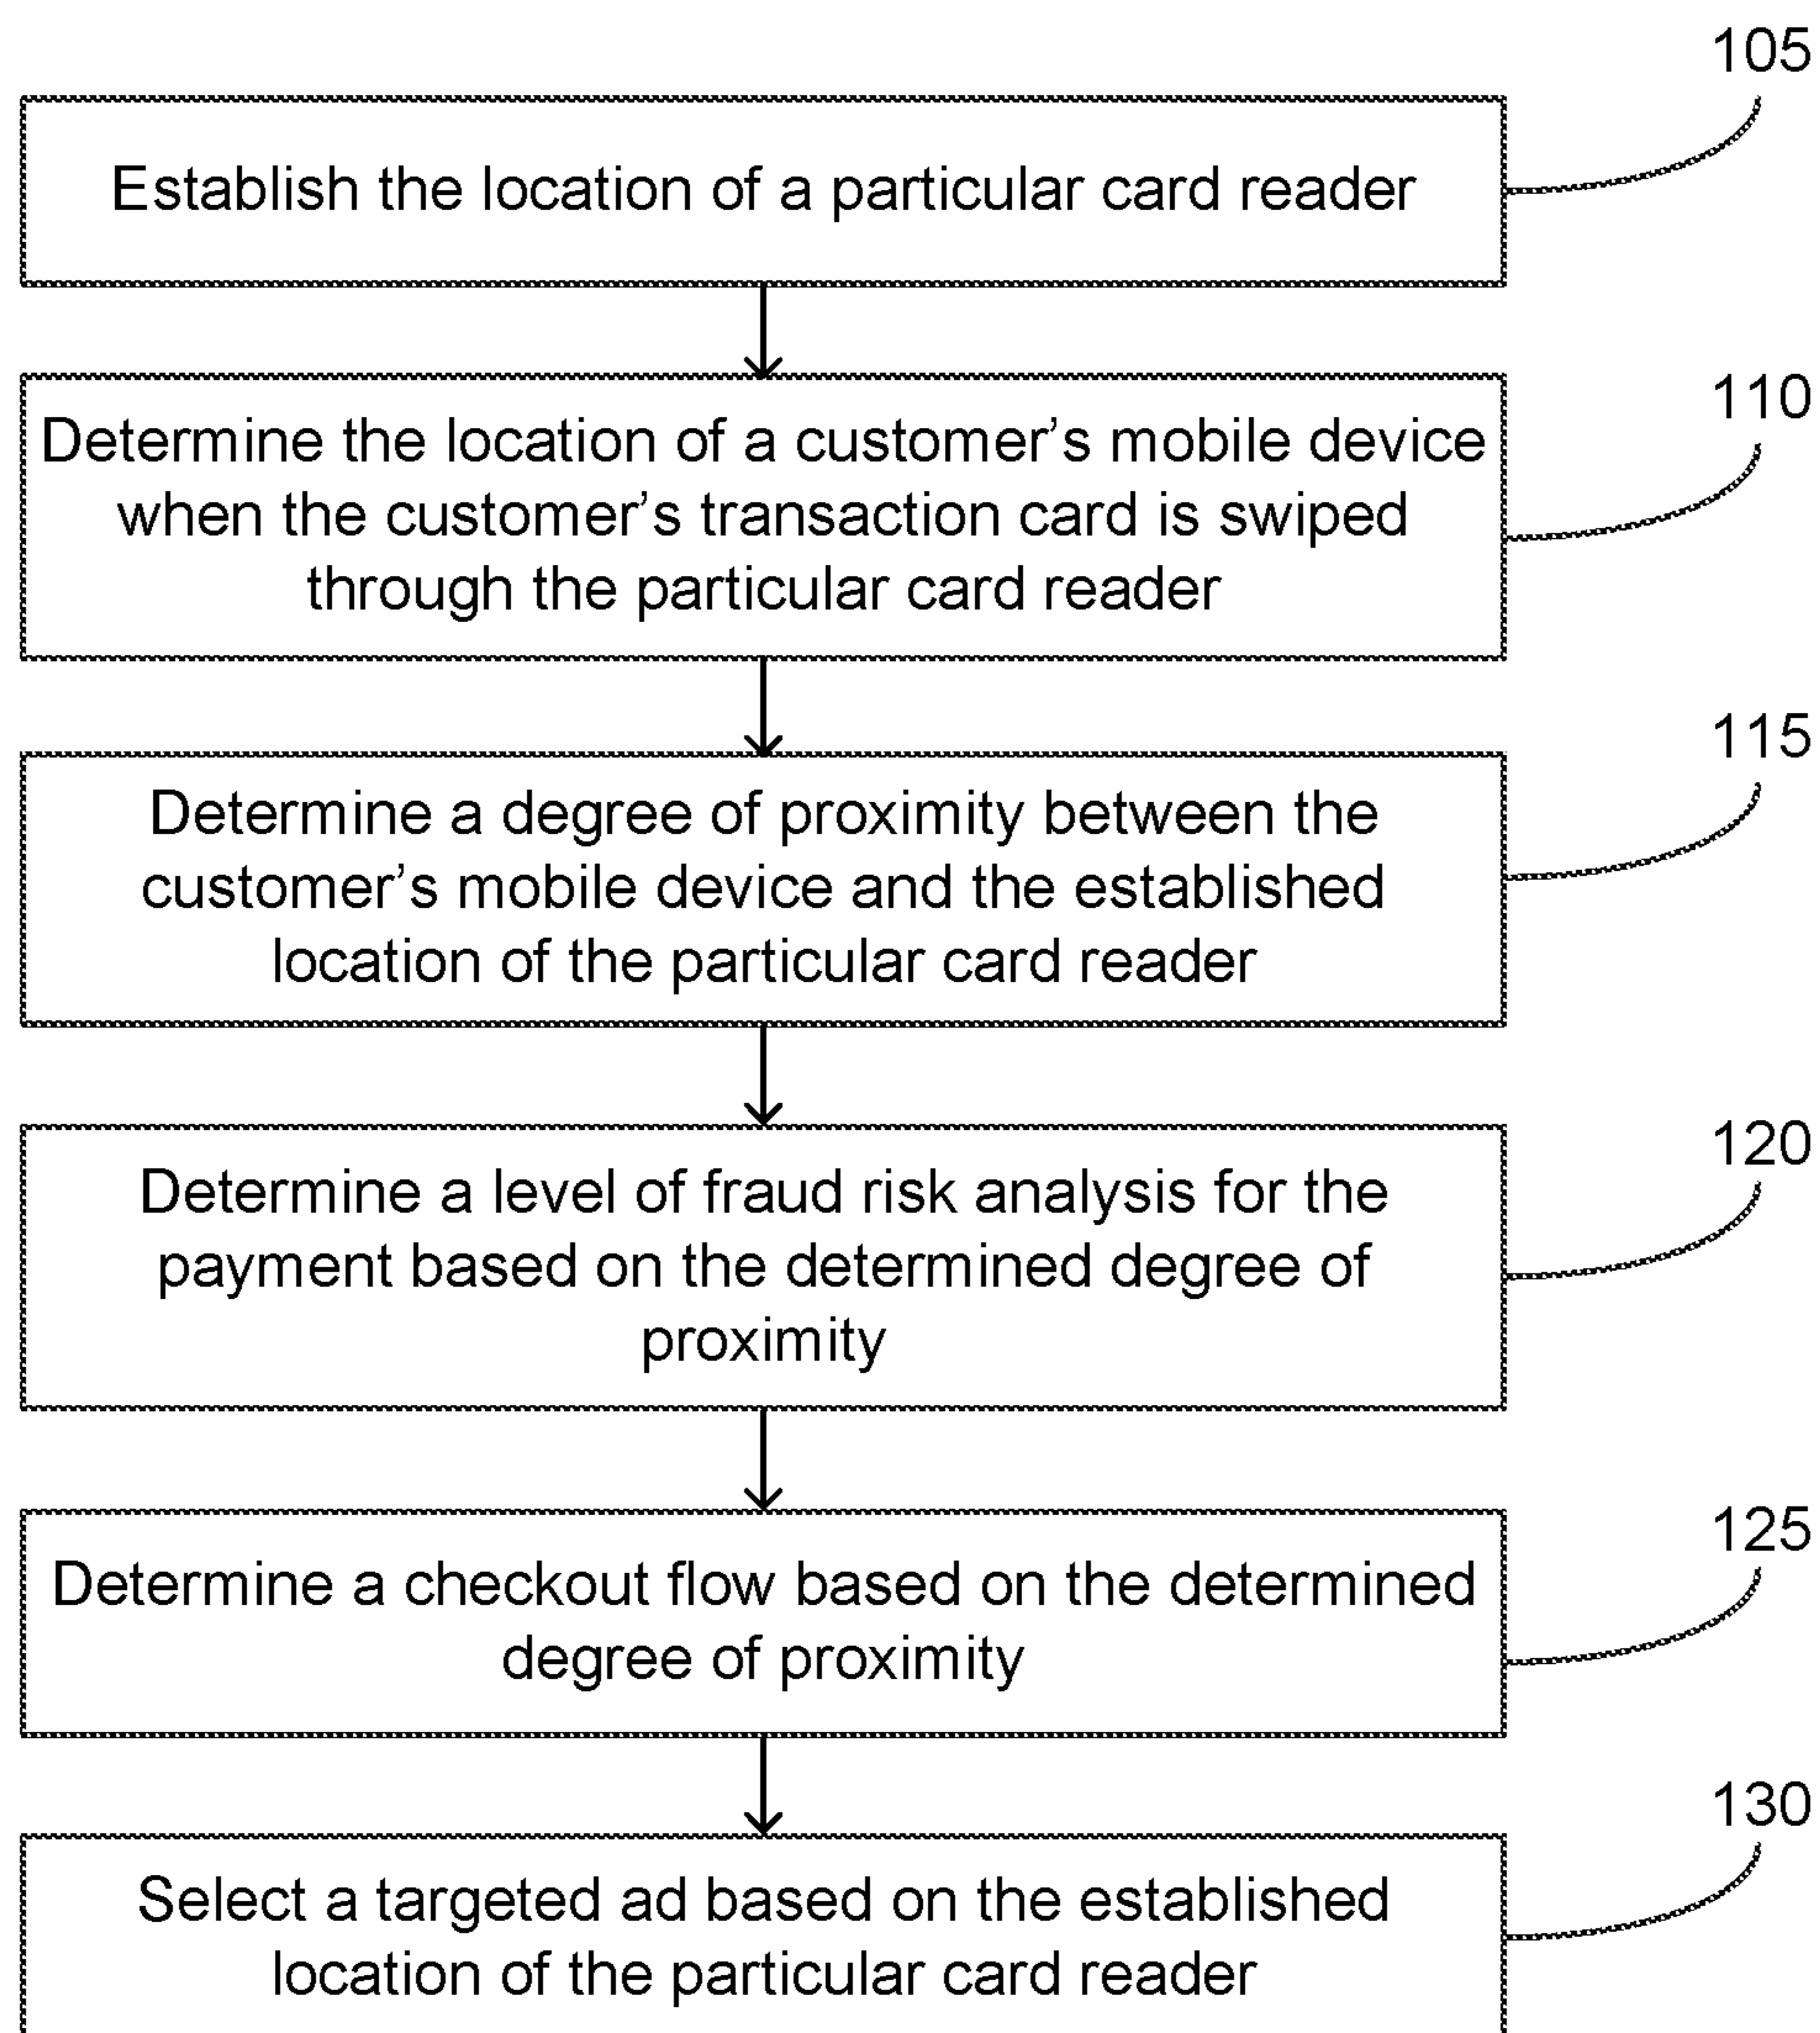 105
Establish the location of a particular card reader
110
Determine the location of a customer’s mobile device
when the customer’s transaction card is swiped
through the particular card reader
115
Determine a degree of proximity between the
customer’s mobile device and the established
location of the particular card reader
120
Determine a level of fraud risk analysis for the
payment based on the determined degree of
proximity
125
Determine a checkout flow based on the determined
degree of proximity
130
Select a targeted ad based on the established
location of the particular card reader